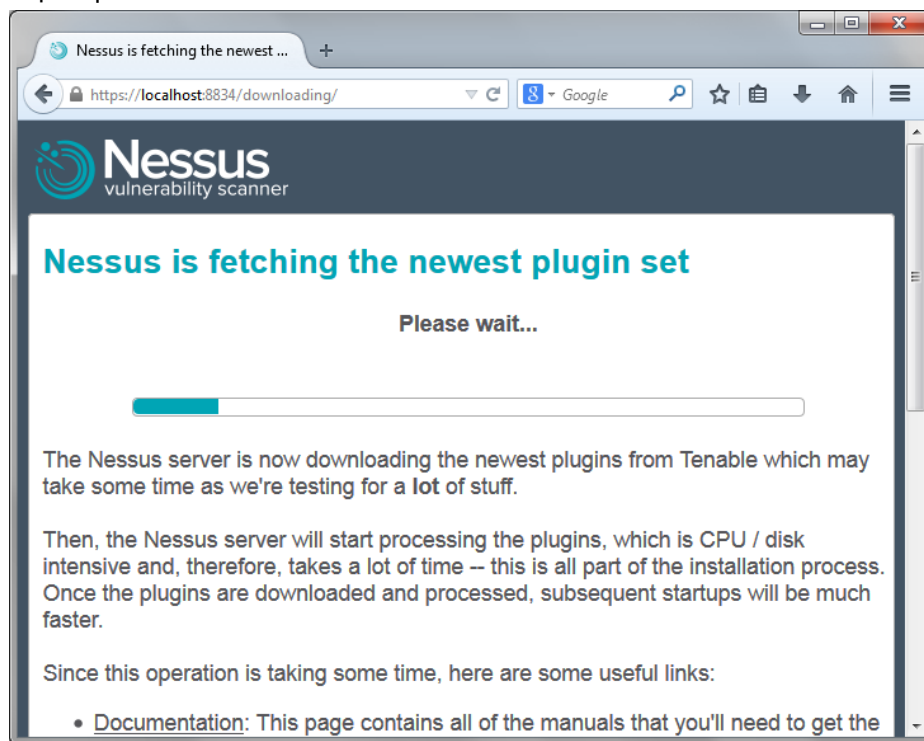 Nessus is fetching the newest ...
https://localhost:8834/downloading/
Google
Nessus
vulnerability scanner
Nessus is fetching the newest plugin set
Please wait...
The Nessus server is now downloading the newest plugins from Tenable which may
take some time as we're testing for a lot of stuff.
Then, the Nessus server will start processing the plugins, which is CPU / disk
intensive and, therefore, takes a lot of time -- this is all part of the installation process.
Once the plugins are downloaded and processed, subsequent startups will be much
faster.
Since this operation is taking some time, here are some useful links:
• Documentation: This page contains all of the manuals that you'll need to get the